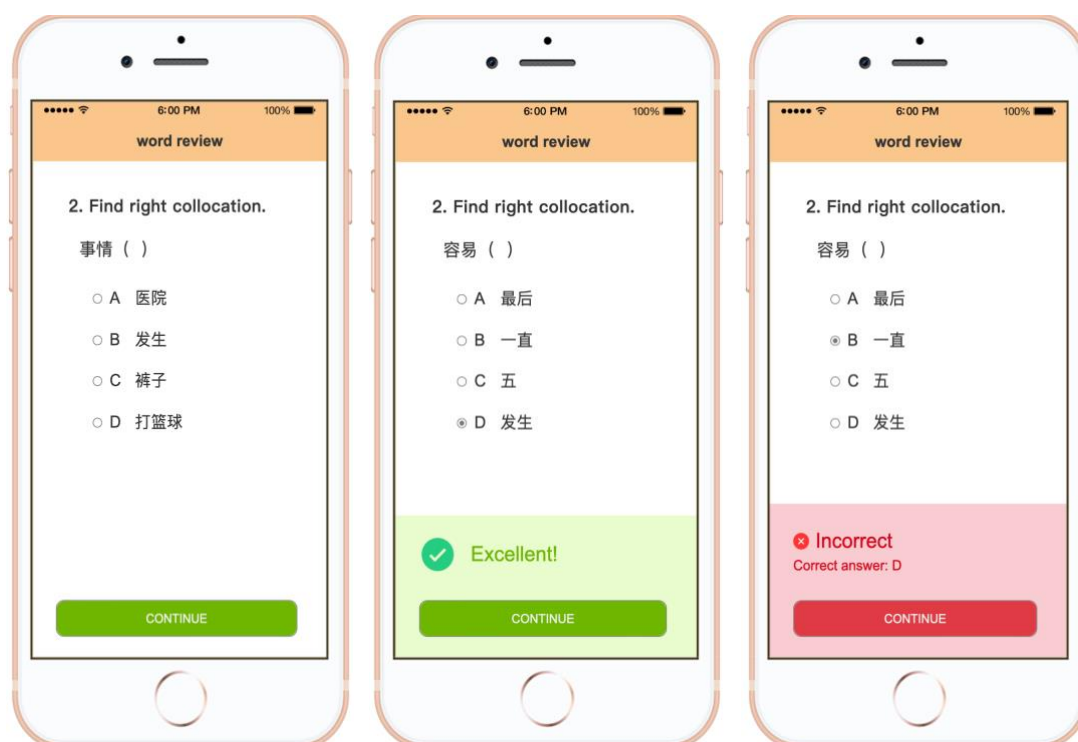 6:00 PM 100%
word review
2. Find right collocation.
事情（ ）
A 医院
B 发生
C 裤子
D 打篮球
CONTINUE
6:00 PM 100%
word review
2. Find right collocation.
容易（ ）
A 最后
B 一直
C 五
D 发生
Excellent!
CONTINUE
6:00 PM 100%
word review
2. Find right collocation.
容易（ ）
A 最后
B 一直
C 五
D 发生
Incorrect
Correct answer: D
CONTINUE